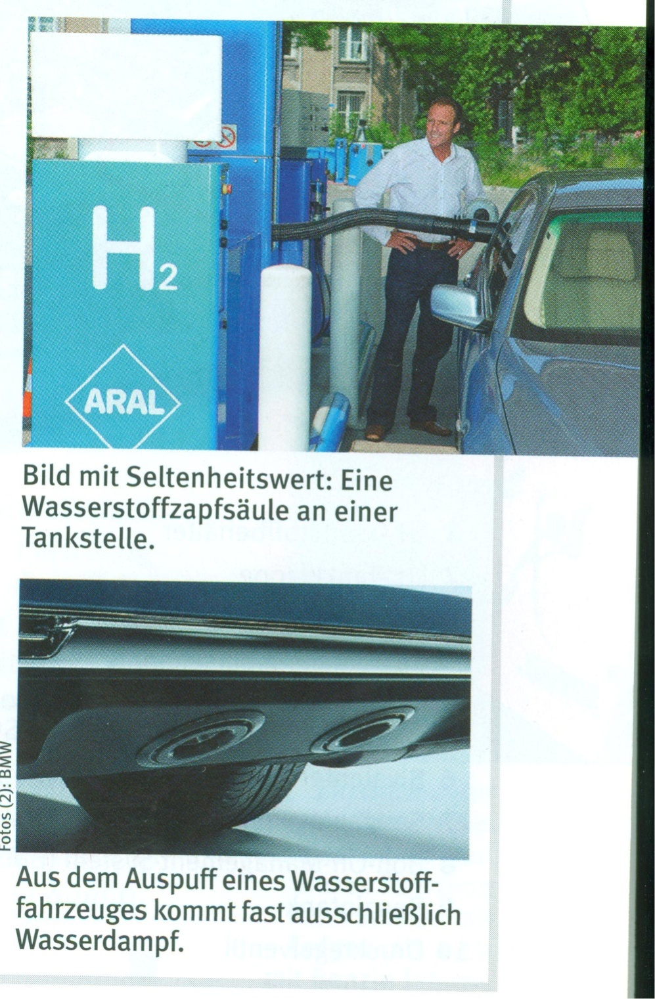 H2
ARAL
Bild mit Seltenheitswert: Eine
Wasserstoffzapfsäule an einer
Tankstelle.
Fotos (2): BMW
Aus dem Auspuff eines Wasserstoff-
fahrzeuges kommt fast ausschließlich
Wasserdampf.